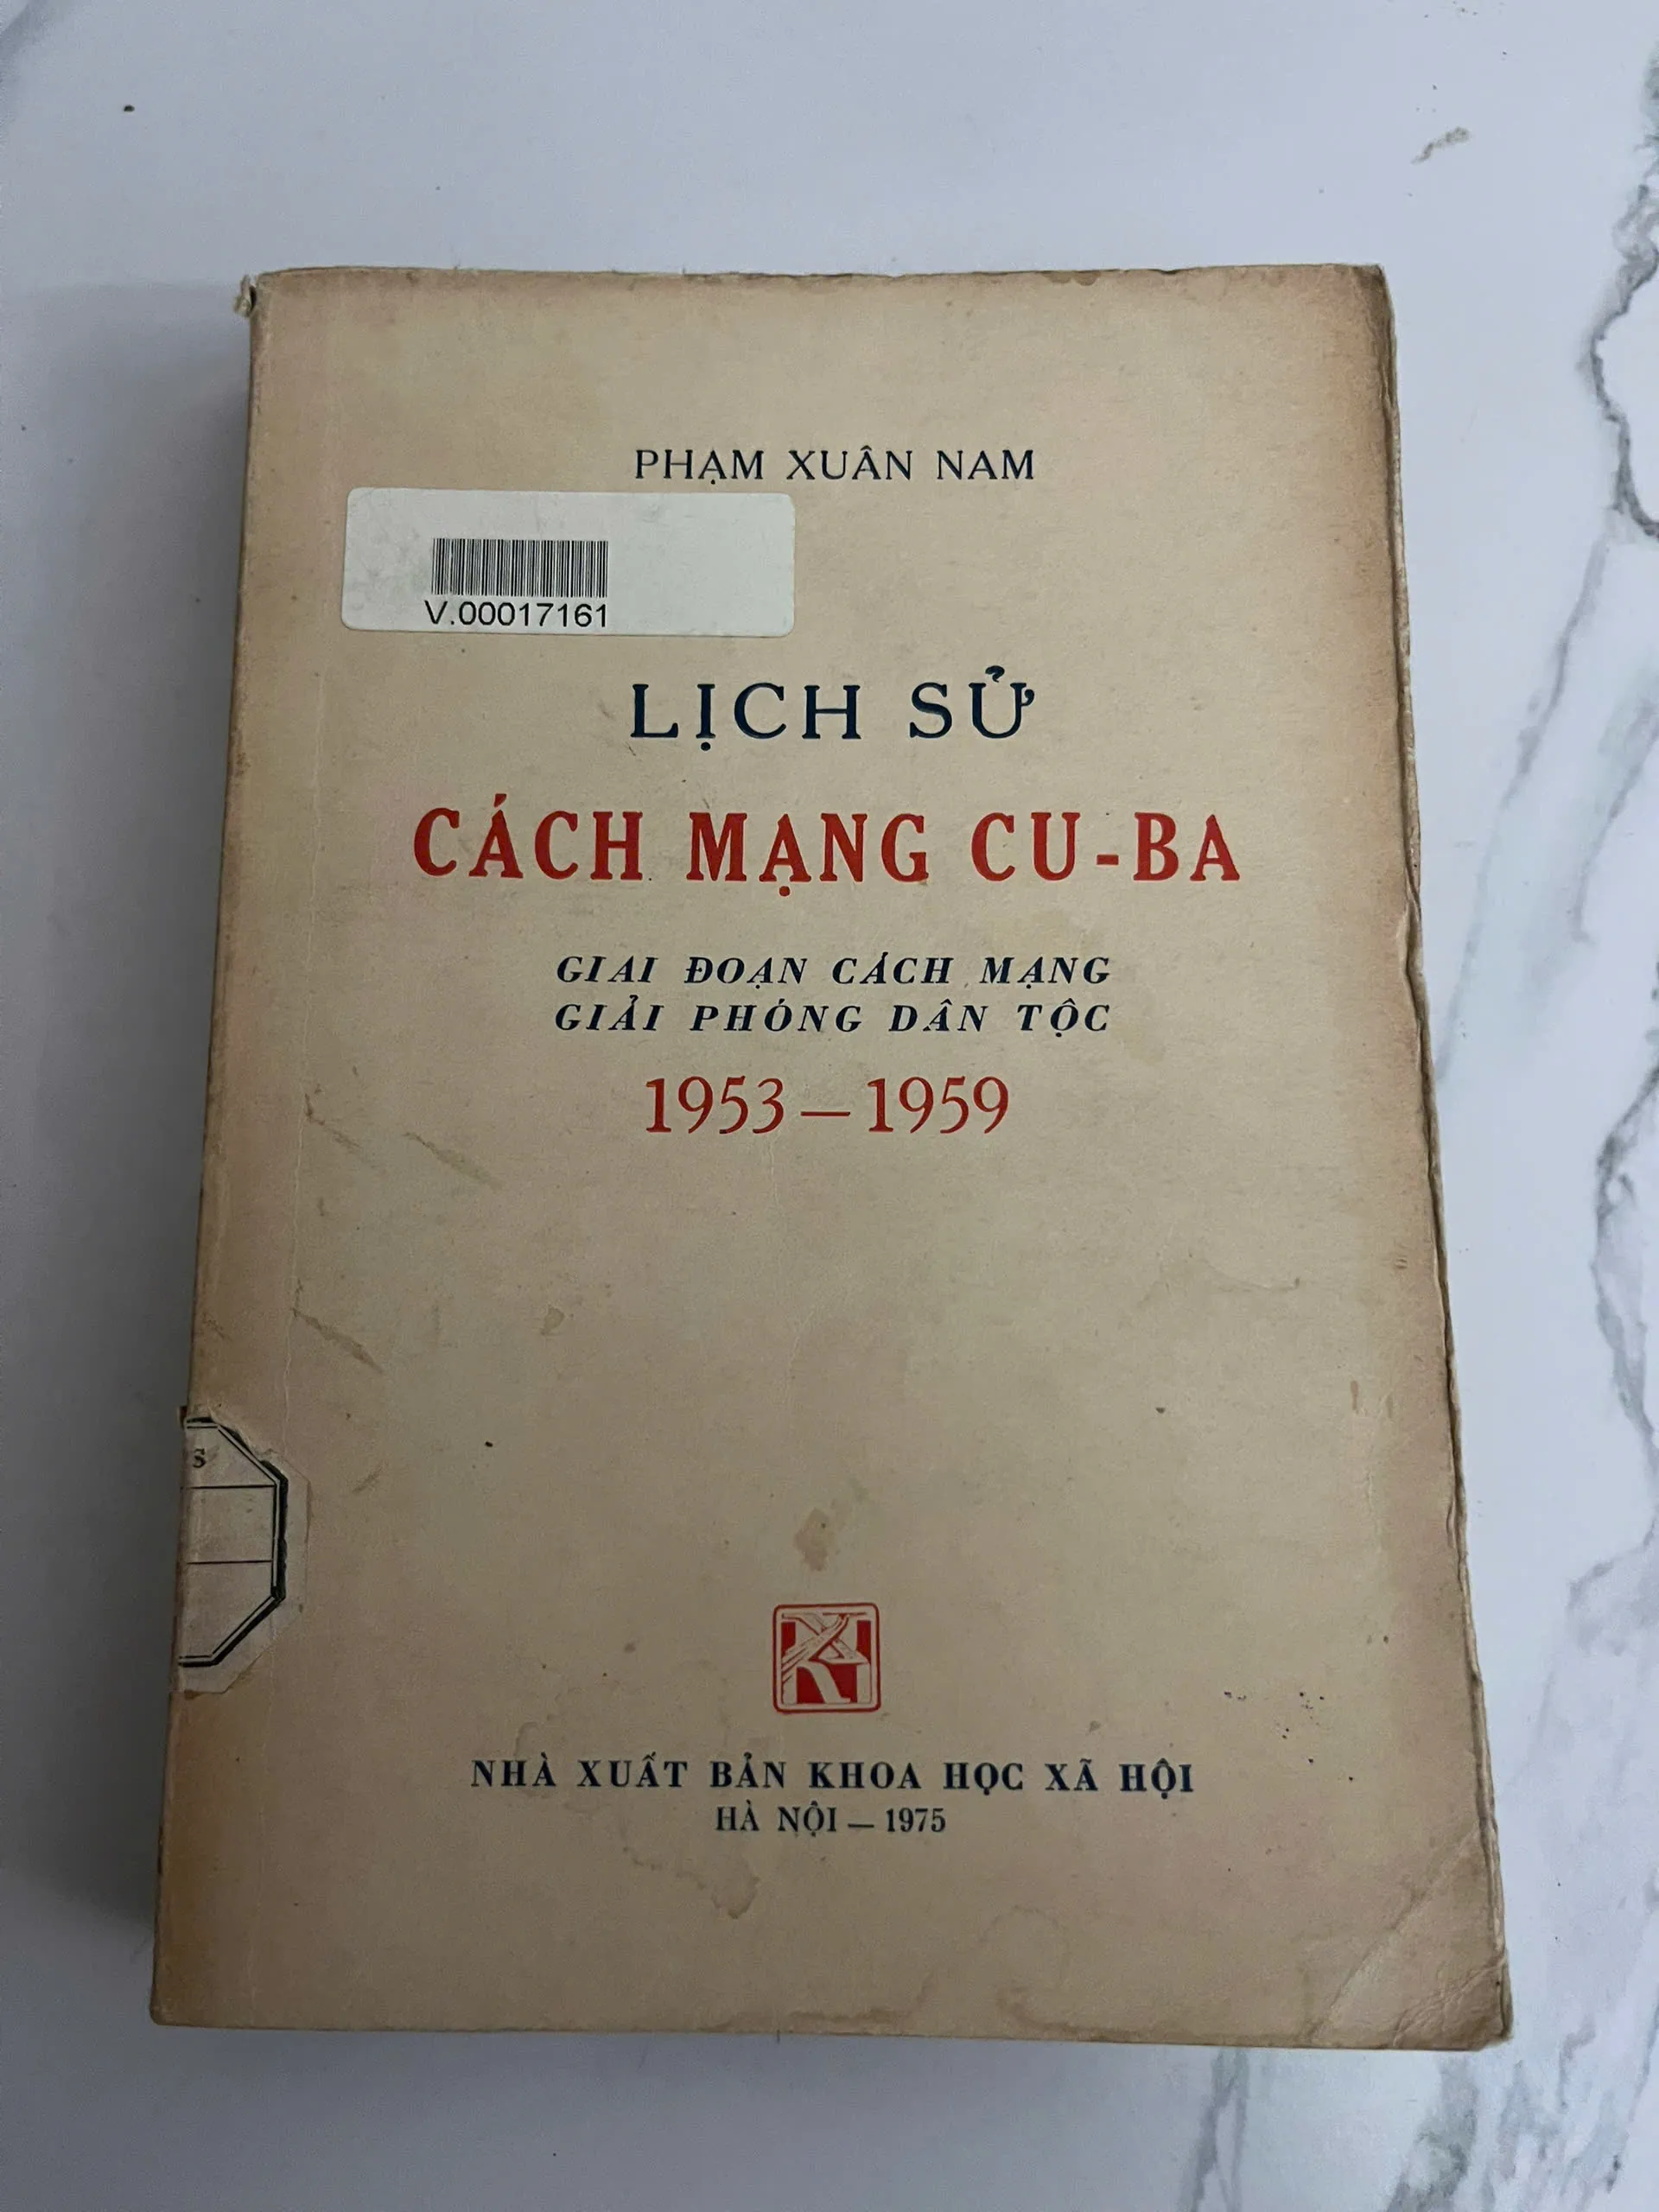 PHẠM XUÂN NAM
V.00017161
LỊCH SỬ
CÁCH MẠNG CU-BA
GIAI ĐOẠN CÁCH MẠNG
GIẢI PHÓNG DÂN TỘC
1953 — 1959
S
NHÀ XUẤT BẢN KHOA HỌC XÃ HỘI
HÀ NỘI — 1975